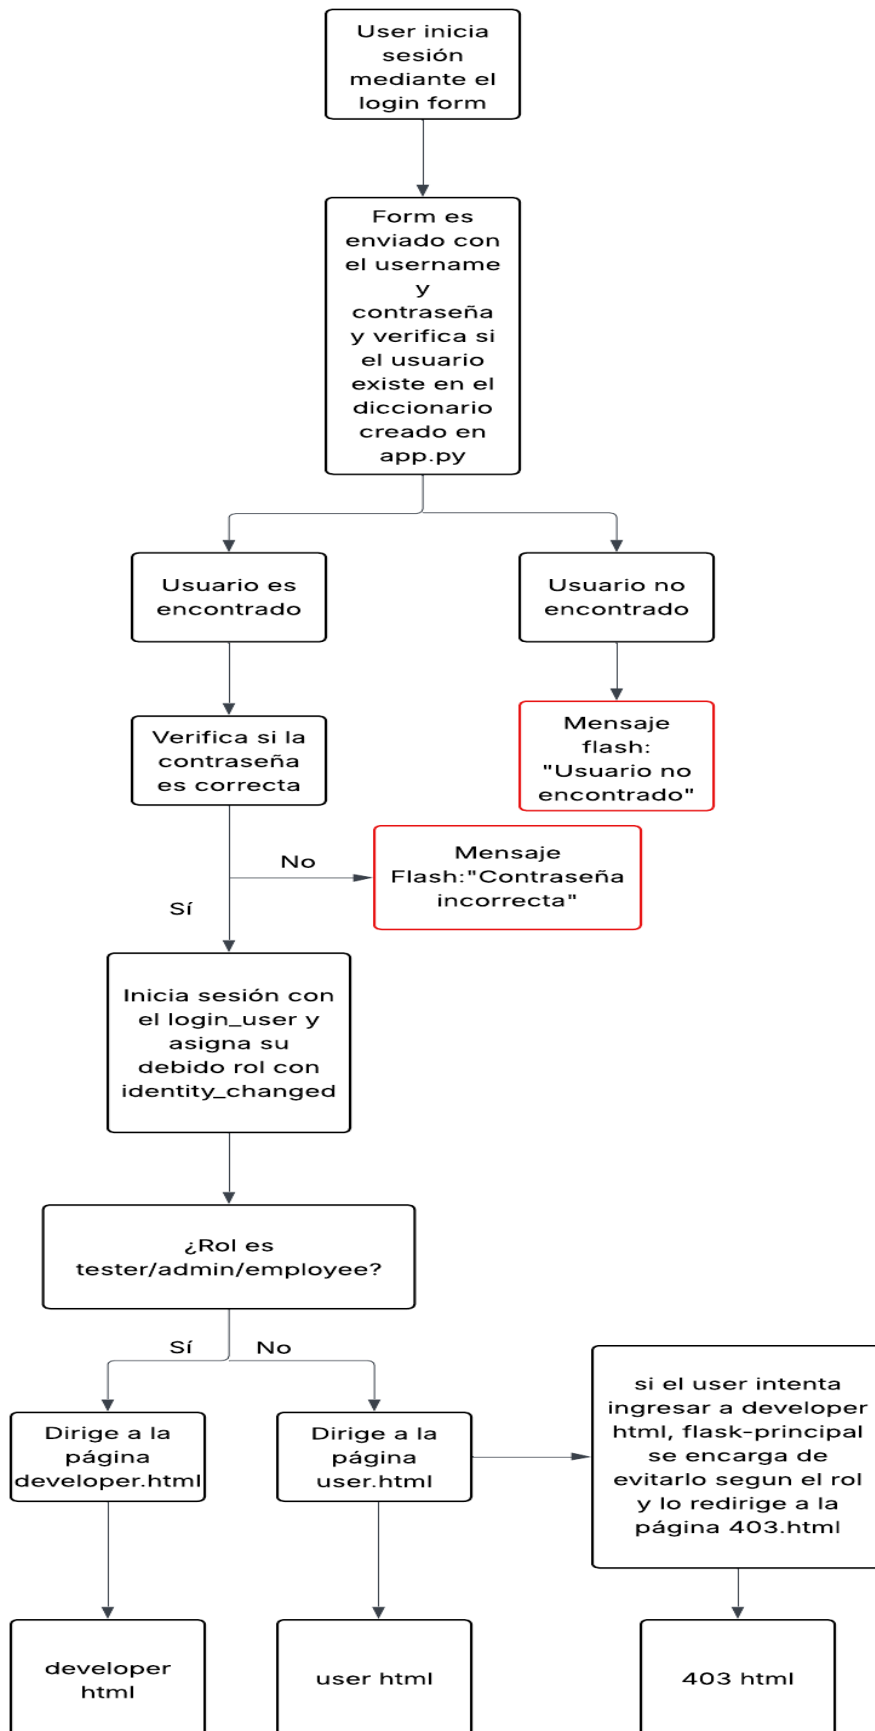 User inicia
sesión
mediante el
login form
Form es
enviado con
el username
y
contraseña
y verifica si
el usuario
existe en el
diccionario
creado en
app.py
Usuario es
encontrado
Usuario no
encontrado
Verifica si la
contraseña
es correcta
Mensaje
flash:
"Usuario no
encontrado"
No
Mensaje
Flash:"Contraseña
incorrecta"
Sí
Inicia sesión con
el login_user y
asigna su
debido rol con
identity_changed
¿Rol es
tester/admin/employee?
Sí
No
Dirige a la
página
developer.html
Dirige a la
página
user.html
si el user intenta
ingresar a developer
html, flask-principal
se encarga de
evitarlo segun el rol
y lo redirige a la
página 403.html
developer
html
user html
403 html